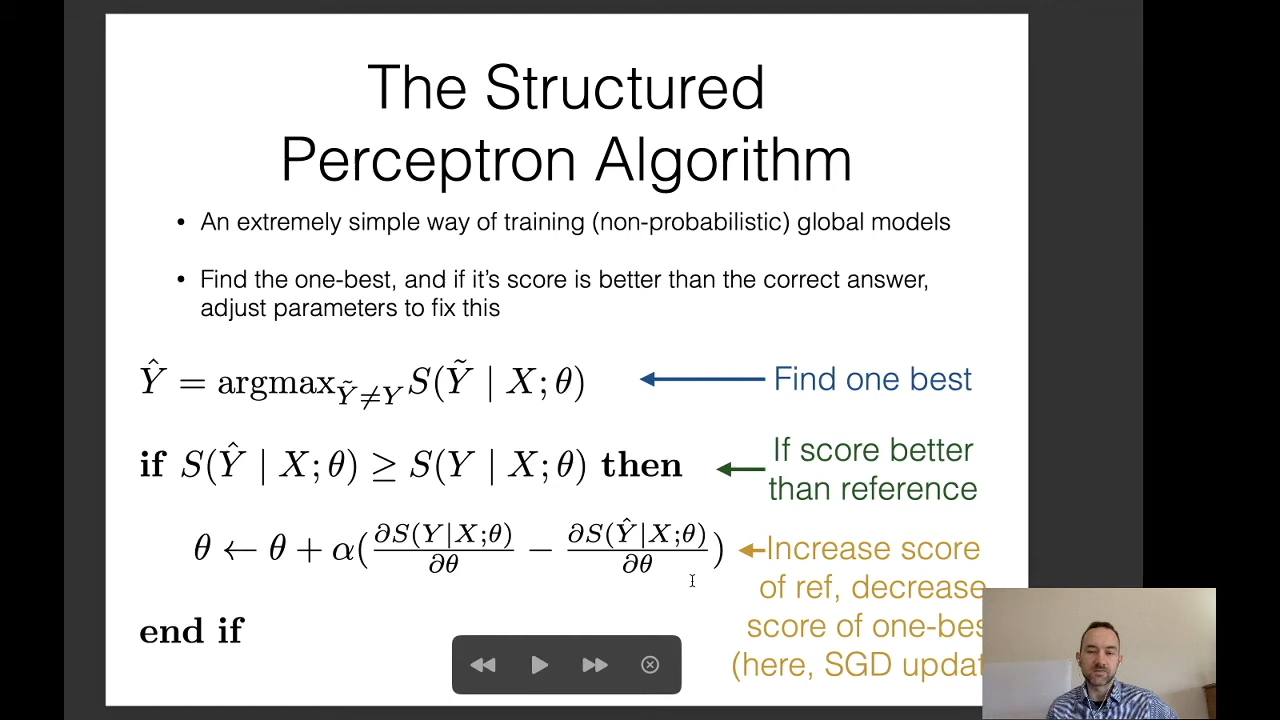 The Structured
Perceptron Algorithm
• An extremely simple way of training (non-probabilistic) global models
• Find the one-best, and if it's score is better than the correct answer,
adjust parameters to fix this
Ŷ = argmax_{Ỹ≠Y} S(Ỹ | X; θ)
Find one best
if S(Ŷ | X; θ) ≥ S(Y | X; θ) then
If score better
than reference
θ ← θ + α(∂S(Y|X;θ)/∂θ − ∂S(Ŷ|X;θ)/∂θ)
Increase score
of ref, decrease
score of one-bes
(here, SGD updat
end if